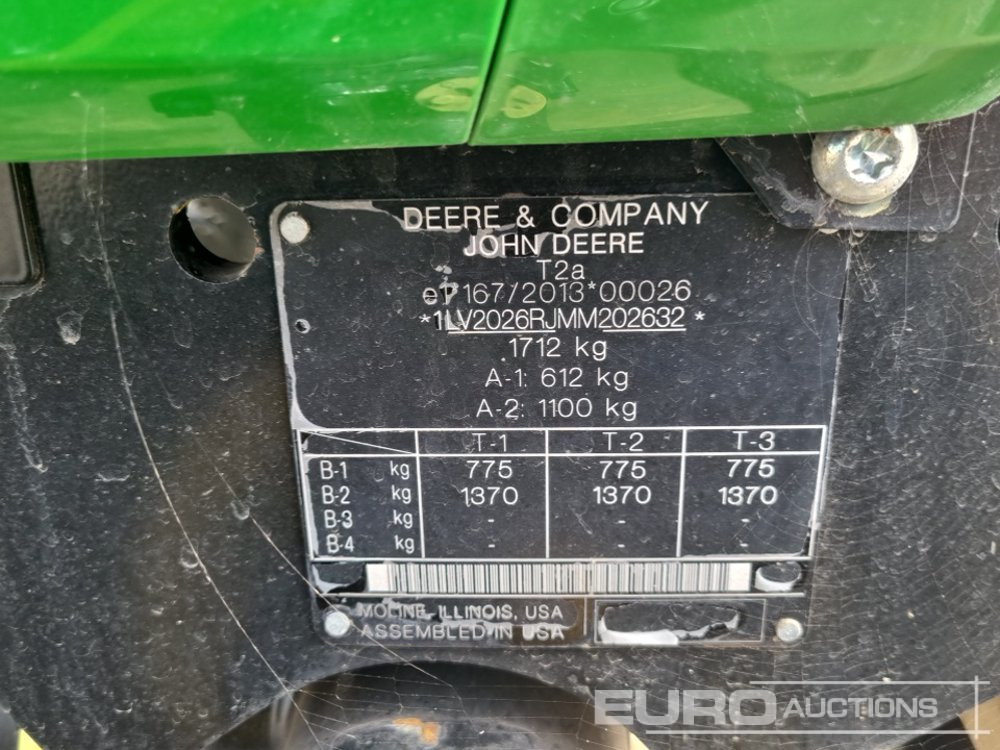 DEERE & COMPANY
JOHN DEERE
T2a
167/2013*00026
*1LV2026RJMM202632*
1712 kg
A-1: 612 kg
A-2: 1100 kg
T-1 T-2 T-3
B-1 kg 775 775 775
B-2 kg 1370 1370 1370
B-3 kg - - -
B-4 kg - - -
MOLINE, ILLINOIS, USA
ASSEMBLED IN USA
EURO AUCTIONS